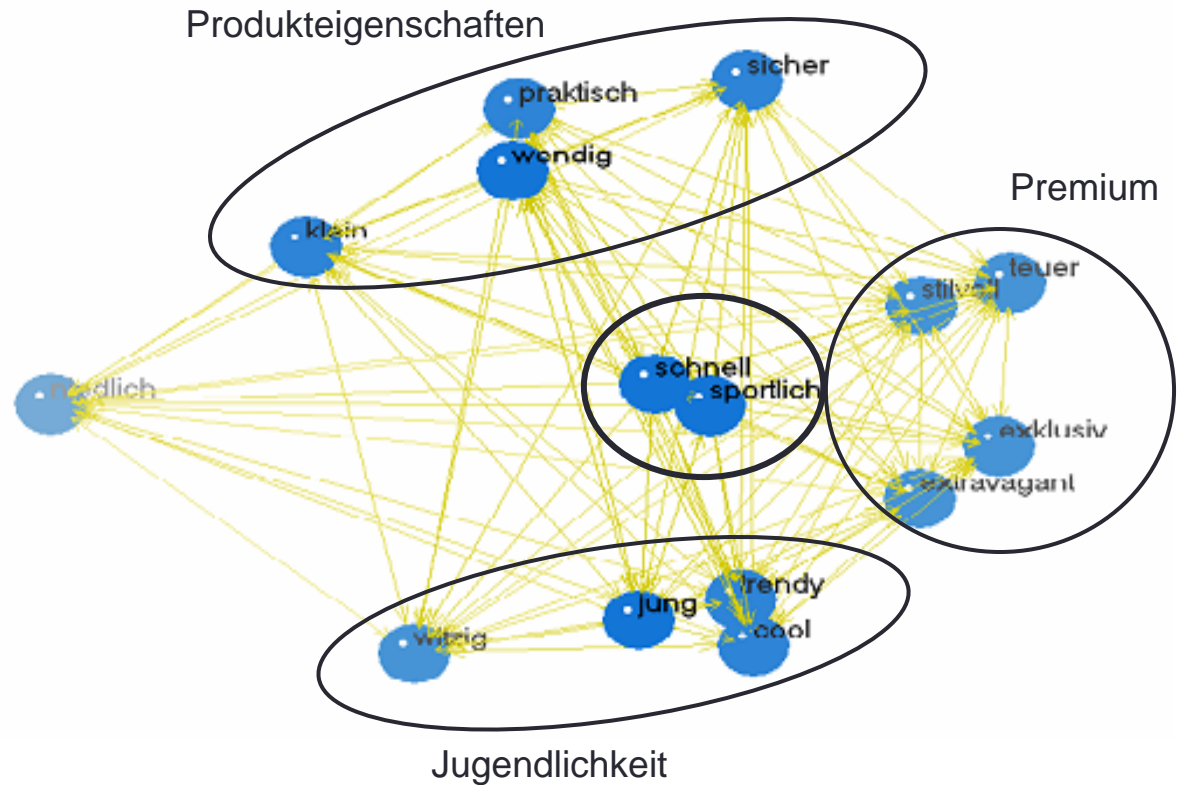 Produkteigenschaften
sicher
praktisch
wendig
Premium
klein
teuer
stilvoll
schnell
niedlich
sportlich
exklusiv
extravagant
trendy
jung
cool
witzig
Jugendlichkeit